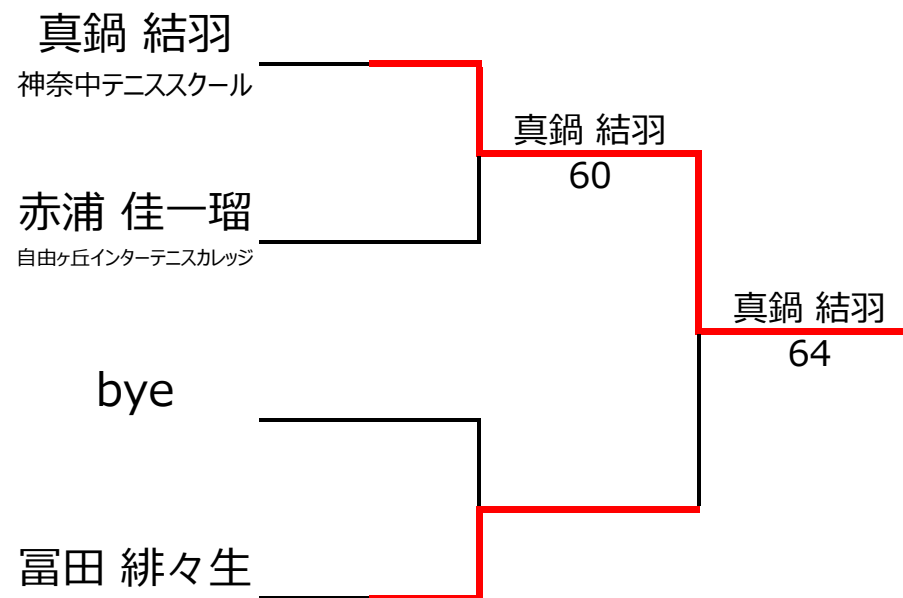 真鍋 結羽
神奈中テニススクール
真鍋 結羽
60
赤浦 佳一瑠
自由ヶ丘インターテニスカレッジ
真鍋 結羽
64
bye
冨田 緋々生